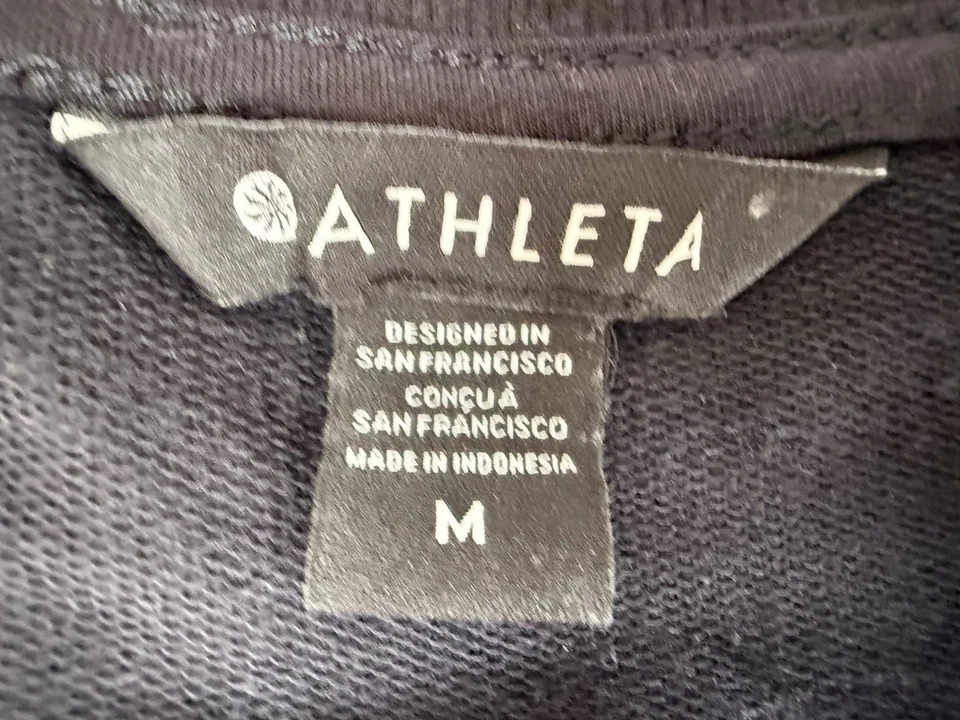 ATHLETA
DESIGNED IN
SAN FRANCISCO
CONÇU À
SAN FRANCISCO
MADE IN INDONESIA
M